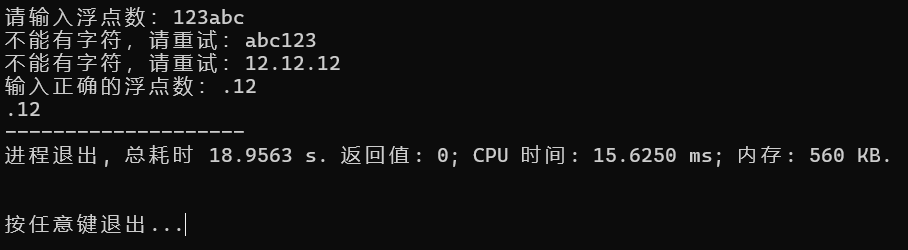 请输入浮点数: 123abc
不能有字符, 请重试: abc123
不能有字符, 请重试: 12.12.12
输入正确的浮点数: .12
.12
--------------------
进程退出, 总耗时 18.9563 s. 返回值: 0; CPU 时间: 15.6250 ms; 内存: 560 KB.
按任意键退出...